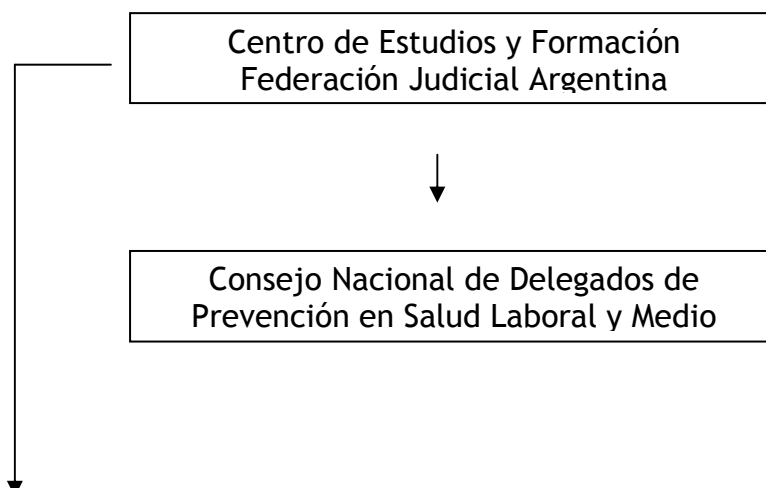 Centro de Estudios y Formación
Federación Judicial Argentina
Consejo Nacional de Delegados de
Prevención en Salud Laboral y Medio